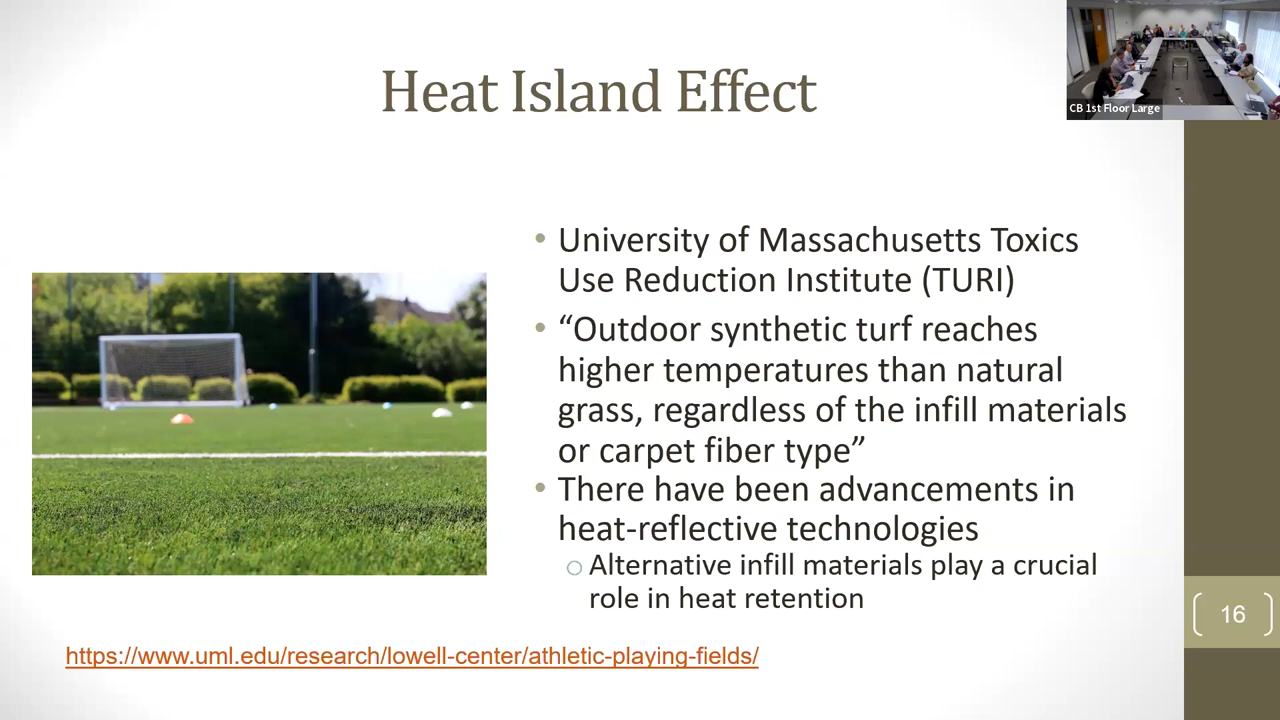 Heat Island Effect
CB 1st Floor Large
• University of Massachusetts Toxics
Use Reduction Institute (TURI)
• “Outdoor synthetic turf reaches
higher temperatures than natural
grass, regardless of the infill materials
or carpet fiber type”
• There have been advancements in
heat-reflective technologies
○ Alternative infill materials play a crucial
role in heat retention
16
https://www.uml.edu/research/lowell-center/athletic-playing-fields/